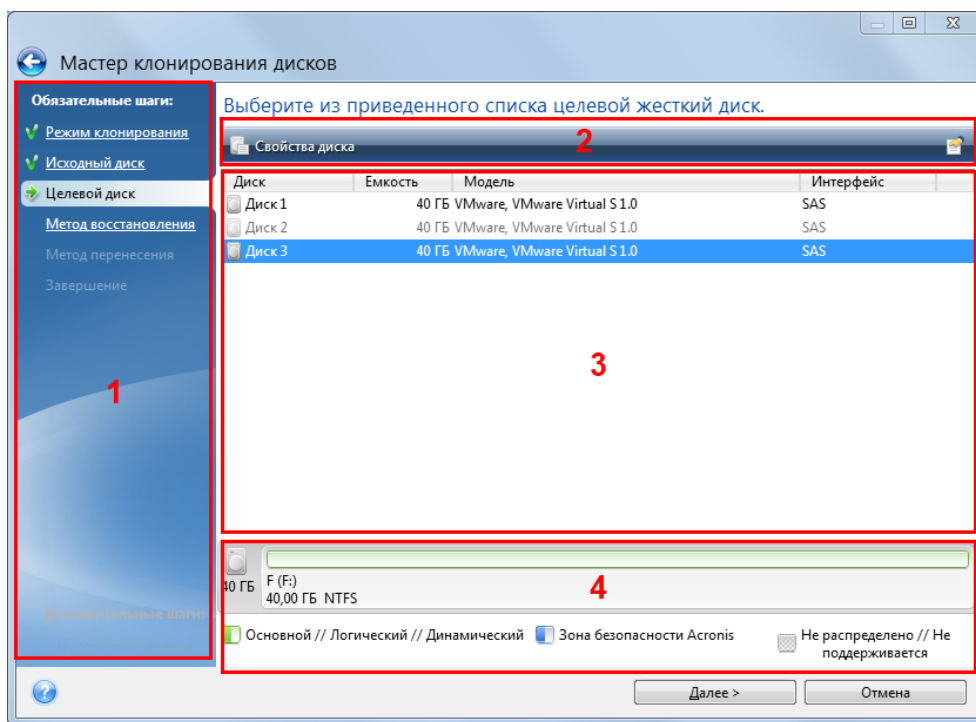 Мастер клонирования дисков
Обязательные шаги:
Режим клонирования
Исходный диск
Целевой диск
Метод восстановления
Метод перенесения
Завершение
1
Выберите из приведенного списка целевой жесткий диск.
Свойства диска
2
Диск Емкость Модель Интерфейс
Диск 1 40 ГБ VMware, VMware Virtual S 1.0 SAS
Диск 2 40 ГБ VMware, VMware Virtual S 1.0 SAS
Диск 3 40 ГБ VMware, VMware Virtual S 1.0 SAS
3
40 ГБ
F (F:)
40,00 ГБ NTFS
4
Основной // Логический // Динамический Зона безопасности Acronis Не распределено // Не
поддерживается
?
Далее > Отмена